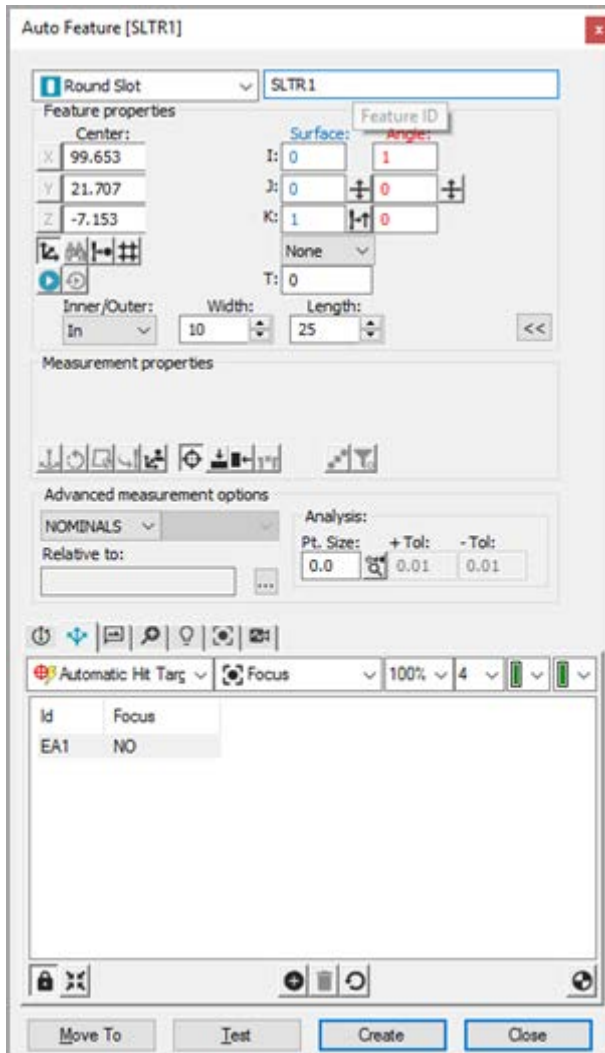 Auto Feature [SLTR1]
x
Round Slot
SLTR1
Feature properties
Feature ID
Center:
Surface:
Angle:
X 99.653
I: 0
1
Y 21.707
J: 0
0
Z -7.153
K: 1
0
None
T: 0
Inner/Outer:
Width:
Length:
In
10
25
<<
Measurement properties
Advanced measurement options
NOMINALS
Analysis:
Relative to:
Pt. Size:
+ Tol:
- Tol:
0.0
0.01
0.01
...
Automatic Hit Targ
Focus
100%
4
Id
Focus
EA1
NO
Move To
Test
Create
Close